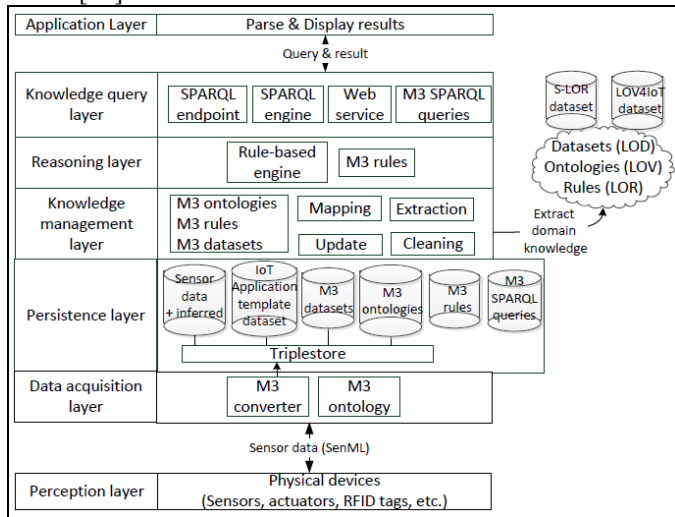 Application Layer
Parse & Display results
Query & result
Knowledge query
layer
SPARQL
endpoint
SPARQL
engine
Web
service
M3 SPARQL
queries
Reasoning layer
Rule-based
engine
M3 rules
Knowledge
management
layer
M3 ontologies
M3 rules
M3 datasets
Mapping
Extraction
Update
Cleaning
S-LOR
dataset
LOV4IoT
dataset
Datasets (LOD)
Ontologies (LOV)
Rules (LOR)
Extract
domain
knowledge
Persistence layer
Sensor
data
+ inferred
IoT
Application
template
dataset
M3
datasets
M3
ontologies
M3
rules
M3
SPARQL
queries
Triplestore
Data acquisition
layer
M3
converter
M3
ontology
Sensor data (SenML)
Perception layer
Physical devices
(Sensors, actuators, RFID tags, etc.)